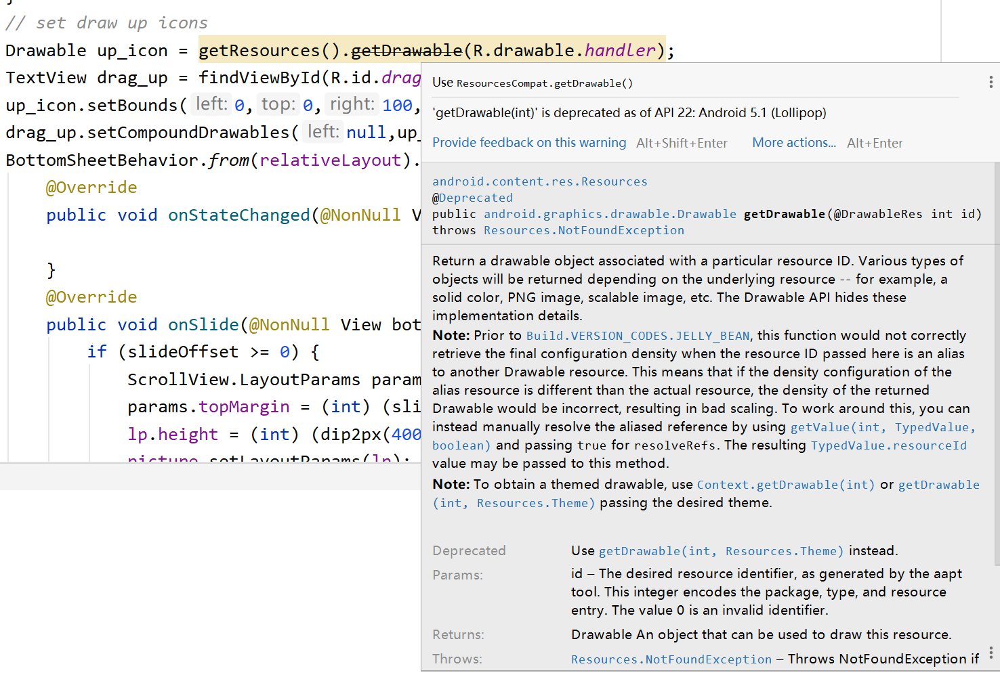 }
// set draw up icons
Drawable up_icon = getResources().getDrawable(R.drawable.handler);
TextView drag_up = findViewById(R.id.drag
up_icon.setBounds( left: 0, top: 0, right: 100,
drag_up.setCompoundDrawables( left: null,up_
BottomSheetBehavior.from(relativeLayout).
@Override
public void onStateChanged(@NonNull V
}
@Override
public void onSlide(@NonNull View bot
if (slideOffset >= 0) {
ScrollView.LayoutParams param
params.topMargin = (int) (sli
lp.height = (int) (dip2px(400
picture.setLayoutParams(lp);
Use ResourcesCompat.getDrawable()
'getDrawable(int)' is deprecated as of API 22: Android 5.1 (Lollipop)
Provide feedback on this warning Alt+Shift+Enter More actions... Alt+Enter
android.content.res.Resources
@Deprecated
public android.graphics.drawable.Drawable getDrawable(@DrawableRes int id)
throws Resources.NotFoundException
Return a drawable object associated with a particular resource ID. Various types of
objects will be returned depending on the underlying resource -- for example, a
solid color, PNG image, scalable image, etc. The Drawable API hides these
implementation details.
Note: Prior to Build.VERSION_CODES.JELLY_BEAN, this function would not correctly
retrieve the final configuration density when the resource ID passed here is an alias
to another Drawable resource. This means that if the density configuration of the
alias resource is different than the actual resource, the density of the returned
Drawable would be incorrect, resulting in bad scaling. To work around this, you can
instead manually resolve the aliased reference by using getValue(int, TypedValue,
boolean) and passing true for resolveRefs. The resulting TypedValue.resourceId
value may be passed to this method.
Note: To obtain a themed drawable, use Context.getDrawable(int) or getDrawable
(int, Resources.Theme) passing the desired theme.
Deprecated Use getDrawable(int, Resources.Theme) instead.
Params: id – The desired resource identifier, as generated by the aapt
tool. This integer encodes the package, type, and resource
entry. The value 0 is an invalid identifier.
Returns: Drawable An object that can be used to draw this resource.
Throws: Resources.NotFoundException – Throws NotFoundException if